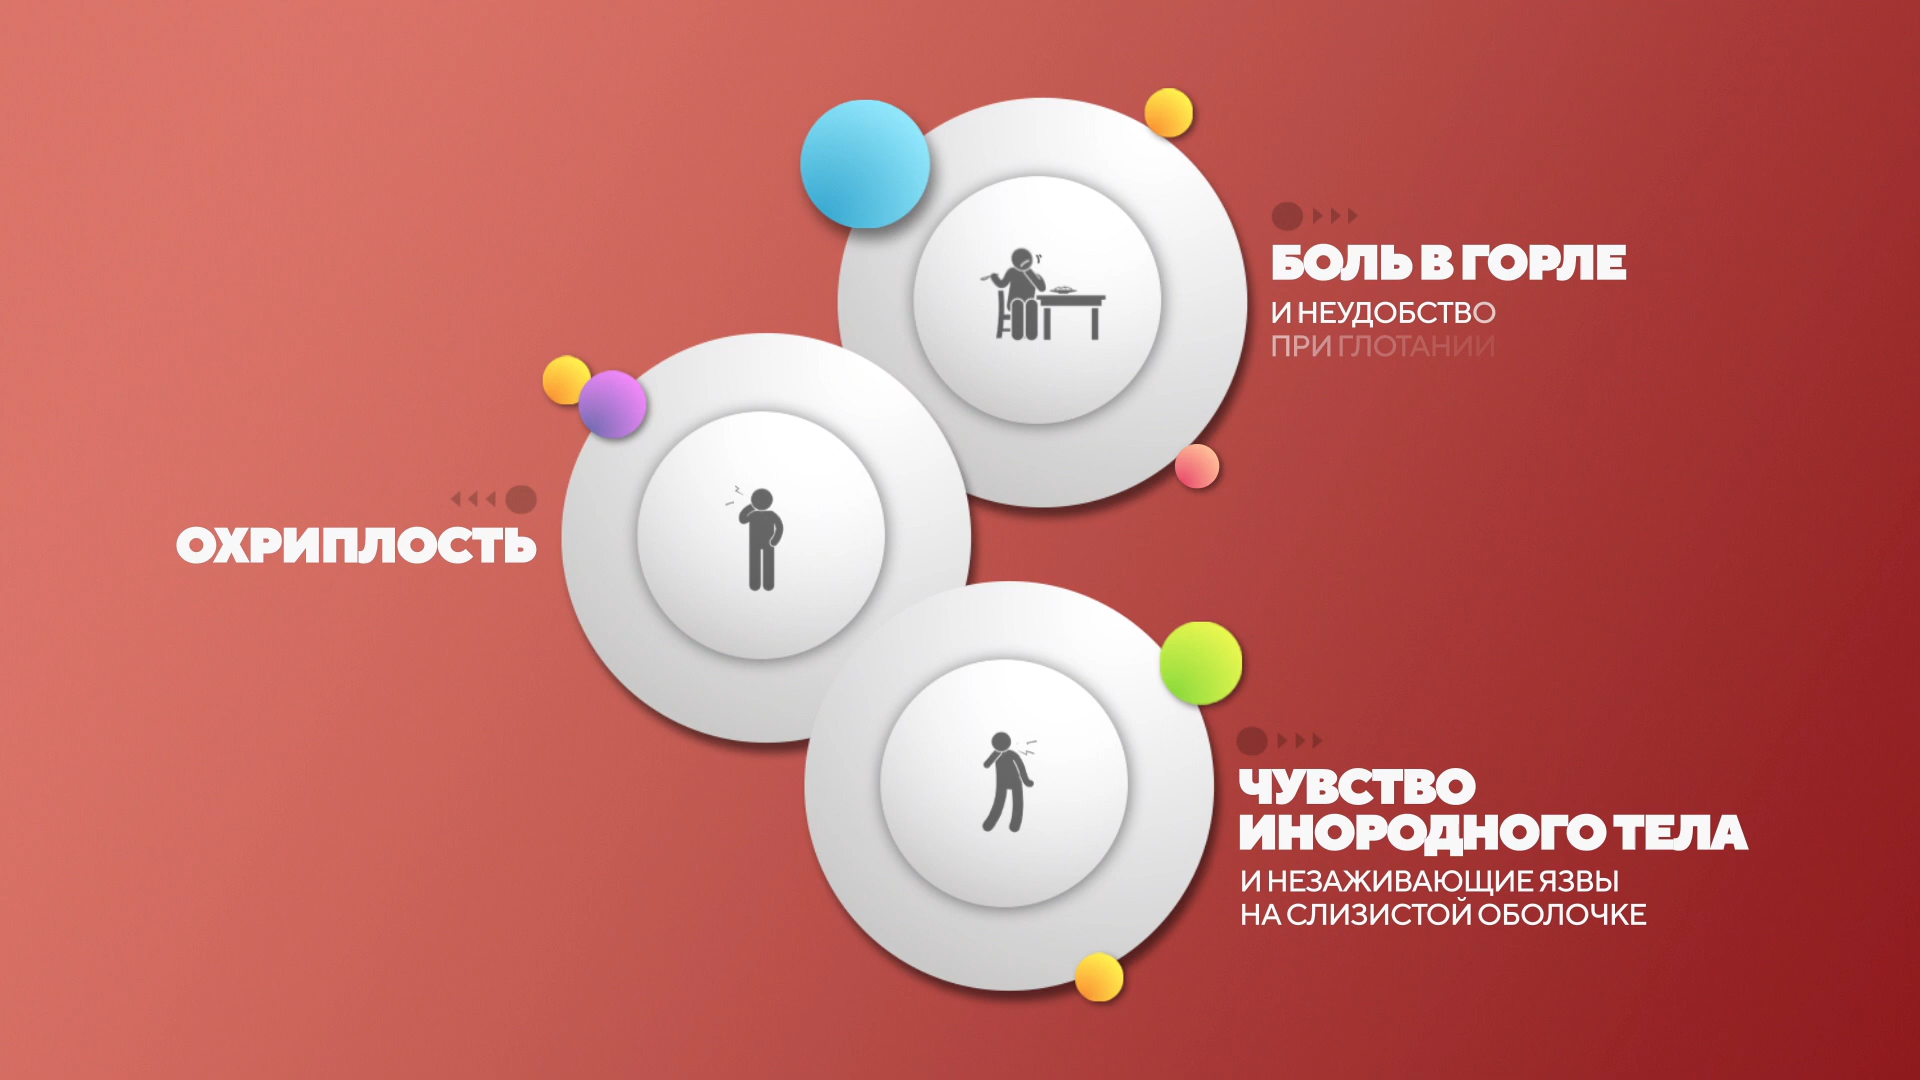 БОЛЬ В ГОРЛЕ
И НЕУДОБСТВО
ПРИ ГЛОТАНИИ
ОХРИПЛОСТЬ
ЧУВСТВО
ИНОРОДНОГО ТЕЛА
И НЕЗАЖИВАЮЩИЕ ЯЗВЫ
НА СЛИЗИСТОЙ ОБОЛОЧКЕ